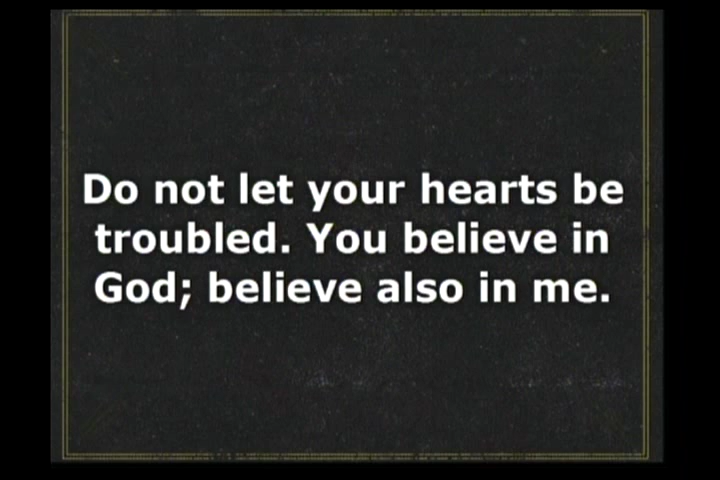 Do not let your hearts be
troubled. You believe in
God; believe also in me.